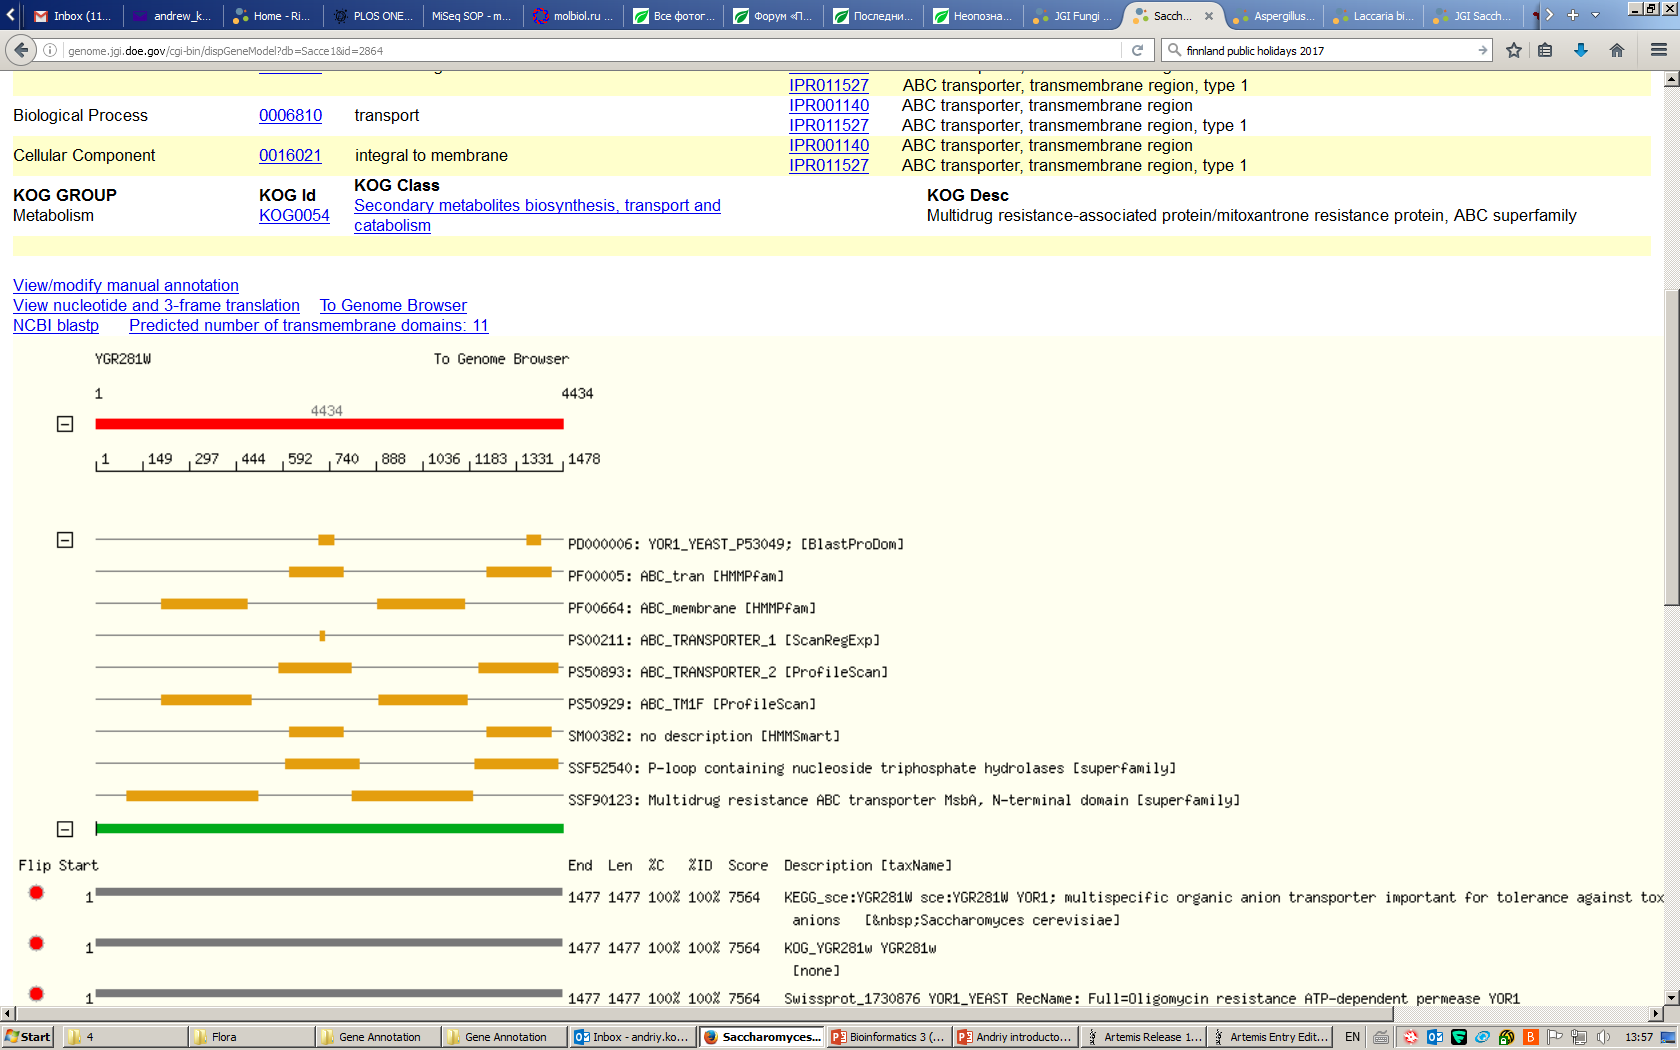 Inbox (11...
andrew_k...
Home - Ri...
PLOS ONE...
MiSeq SOP - m...
molbiol.ru ...
Все фотог...
Форум «П...
Последни...
Неопозна...
JGI Fungi ...
Sacch...
Aspergillus...
Laccaria bi...
JGI Sacch...
genome.jgi.doe.gov/cgi-bin/dispGeneModel?db=Sacce1&id=2864
finnland public holidays 2017
IPR011527 ABC transporter, transmembrane region, type 1
Biological Process 0006810 transport IPR001140 ABC transporter, transmembrane region
IPR011527 ABC transporter, transmembrane region, type 1
Cellular Component 0016021 integral to membrane IPR001140 ABC transporter, transmembrane region
IPR011527 ABC transporter, transmembrane region, type 1
KOG GROUP KOG Id KOG Class KOG Desc
Metabolism KOG0054 Secondary metabolites biosynthesis, transport and Multidrug resistance-associated protein/mitoxantrone resistance protein, ABC superfamily
catabolism
View/modify manual annotation
View nucleotide and 3-frame translation To Genome Browser
NCBI blastp Predicted number of transmembrane domains: 11
YGR281W To Genome Browser
1 4434
4434
1 149 297 444 592 740 888 1036 1183 1331 1478
PD000006: YOR1_YEAST_P53049; [BlastProDom]
PF00005: ABC_tran [HMMPfam]
PF00664: ABC_membrane [HMMPfam]
PS00211: ABC_TRANSPORTER_1 [ScanRegExp]
PS50893: ABC_TRANSPORTER_2 [ProfileScan]
PS50929: ABC_TM1F [ProfileScan]
SM00382: no description [HMMSmart]
SSF52540: P-loop containing nucleoside triphosphate hydrolases [superfamily]
SSF90123: Multidrug resistance ABC transporter MsbA, N-terminal domain [superfamily]
Flip Start End Len %C %ID Score Description [taxName]
1 1477 1477 100% 100% 7564 KEGG_sce:YGR281W sce:YGR281W YOR1; multispecific organic anion transporter important for tolerance against tox
anions [&nbsp;Saccharomyces cerevisiae]
1 1477 1477 100% 100% 7564 KOG_YGR281w YGR281w
[none]
1 1477 1477 100% 100% 7564 Swissprot_1730876 YOR1_YEAST RecName: Full=Oligomycin resistance ATP-dependent permease YOR1
Start
4
Flora
Gene Annotation
Gene Annotation
Inbox - andriy.ko...
Saccharomyces...
Bioinformatics 3 (...
Andriy introducto...
Artemis Release 1...
Artemis Entry Edit...
EN
13:57